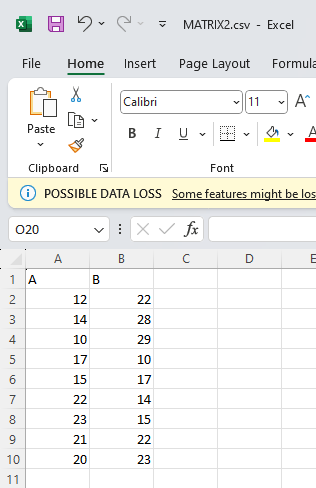 MATRIX2.csv - Excel
File Home Insert Page Layout Formula
Paste Calibri 11 A
B I U A
Clipboard Font
POSSIBLE DATA LOSS Some features might be los
O20 fx
A B C D E
1 A B
2 12 22
3 14 28
4 10 29
5 17 10
6 15 17
7 22 14
8 23 15
9 21 22
10 20 23
11